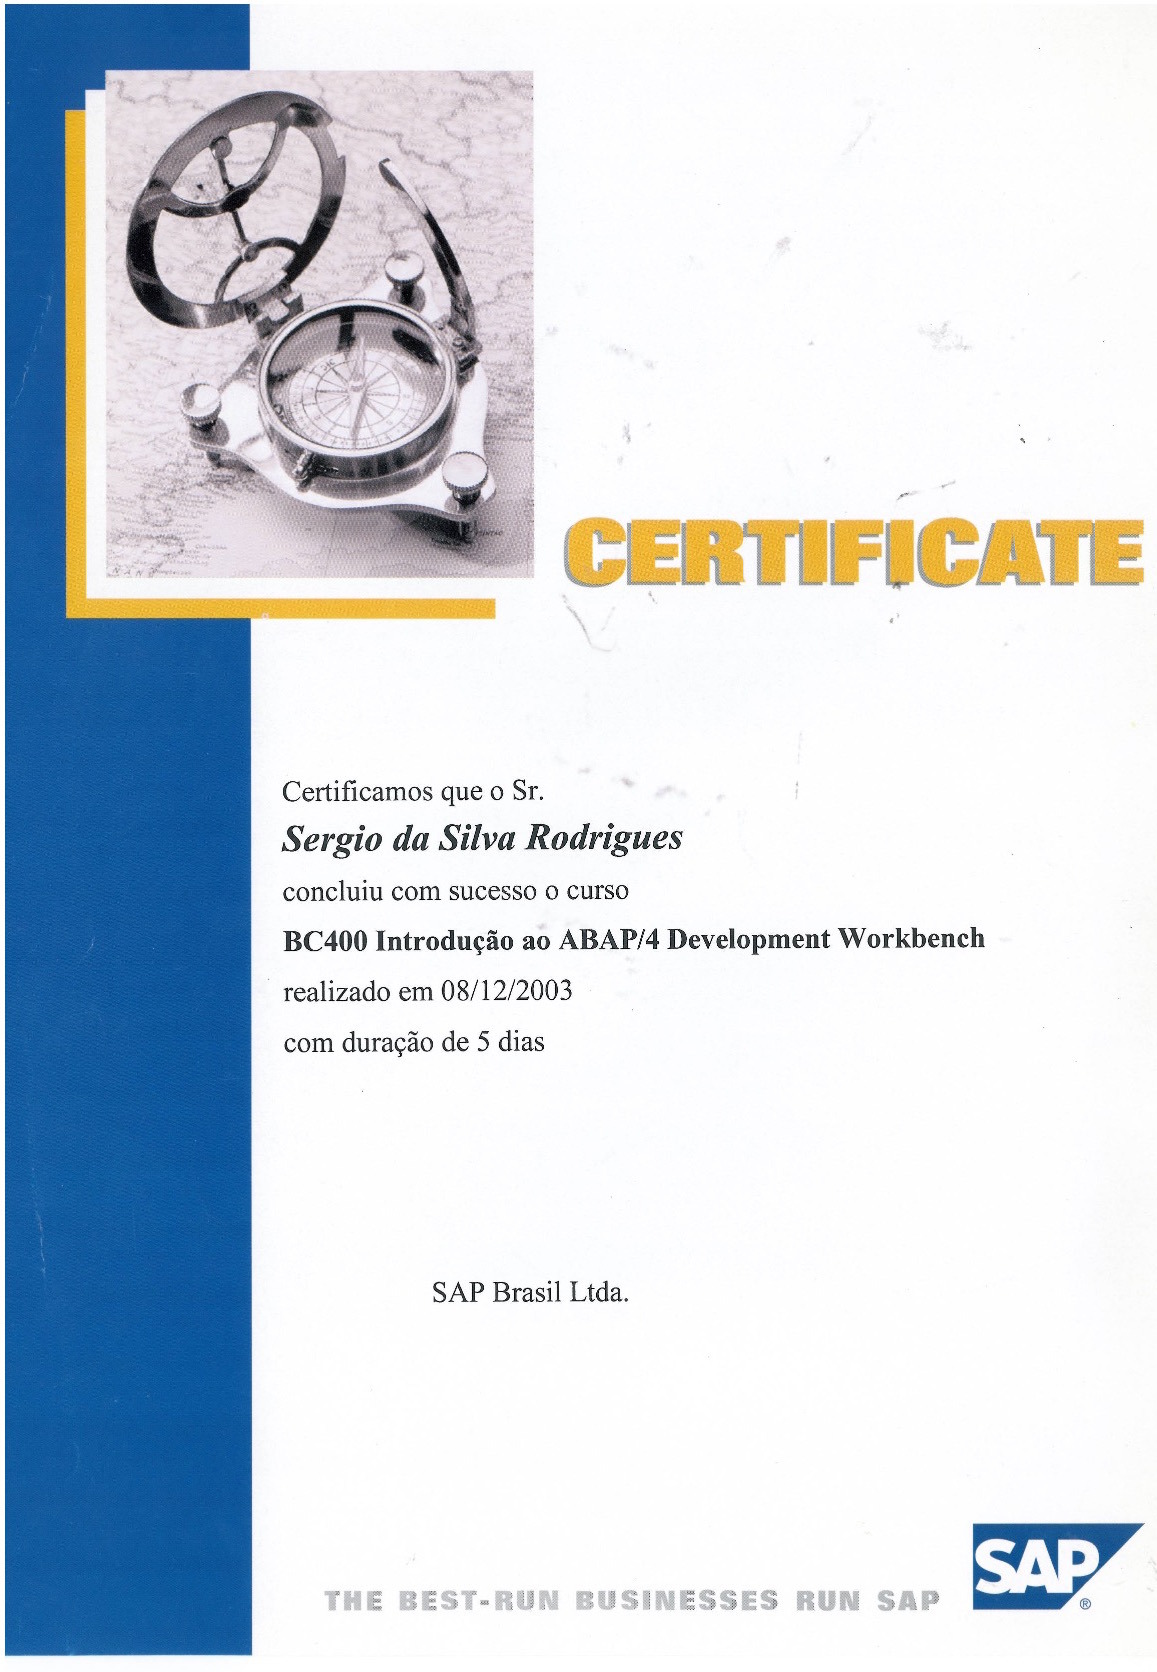 CERTIFICATE
Certificamos que o Sr.
Sergio da Silva Rodrigues
concluiu com sucesso o curso
BC400 Introdução ao ABAP/4 Development Workbench
realizado em 08/12/2003
com duração de 5 dias
SAP Brasil Ltda.
THE BEST-RUN BUSINESSES RUN SAP
SAP®